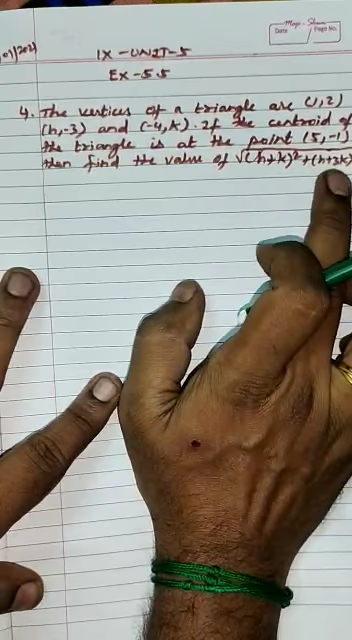 Date
Page No.
IX - UNIT - 5
EX - 5.5
4. The vertices of a triangle are (1,2)
(h,-3) and (-4,k). If the centroid of
the triangle is at the point (5,-1)
then find the value of √(h+k)²+(h+3k)